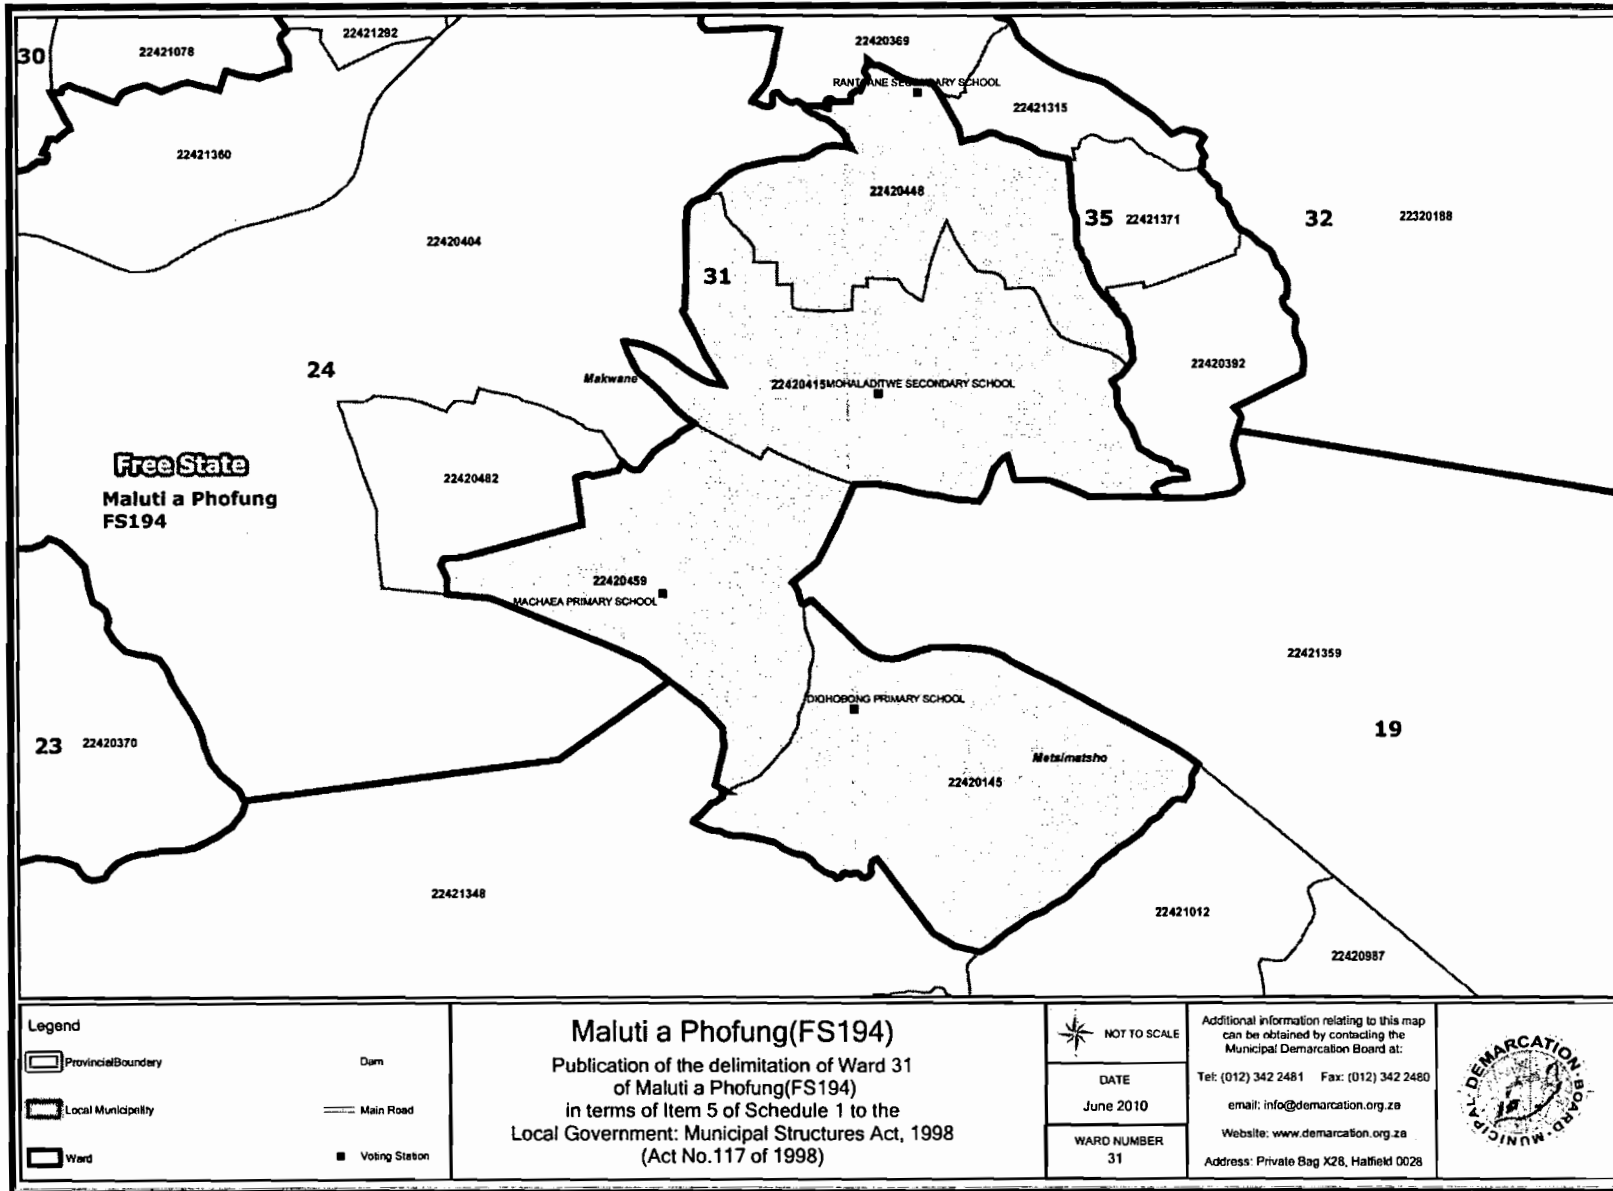 30
22421078
22421292
22420369
RANTSANE SECONDARY SCHOOL
22421315
22421360
22420448
35
22421371
32
22320188
22420404
31
24
Makwane
22420415 MOHALADITWE SECONDARY SCHOOL
22420392
Free State
Maluti a Phofung
FS194
22420482
22420459
MACHAEA PRIMARY SCHOOL
22421359
DIQHOBONG PRIMARY SCHOOL
19
23
22420370
Metsimatsho
22420145
22421348
22421012
22420987
Legend
ProvincialBoundary
Dam
Local Municipality
Main Road
Ward
Voting Station
Maluti a Phofung(FS194)
Publication of the delimitation of Ward 31
of Maluti a Phofung(FS194)
in terms of Item 5 of Schedule 1 to the
Local Government: Municipal Structures Act, 1998
(Act No.117 of 1998)
NOT TO SCALE
DATE
June 2010
WARD NUMBER
31
Additional information relating to this map
can be obtained by contacting the
Municipal Demarcation Board at:
Tel: (012) 342 2481 Fax: (012) 342 2480
email: info@demarcation.org.za
Website: www.demarcation.org.za
Address: Private Bag X28, Hatfield 0028
MUNICIPAL DEMARCATION BOARD